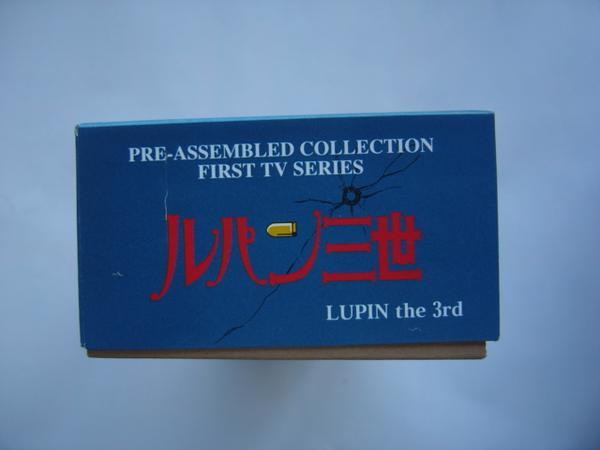 PRE-ASSEMBLED COLLECTION
FIRST TV SERIES
ルパン三世
LUPIN the 3rd